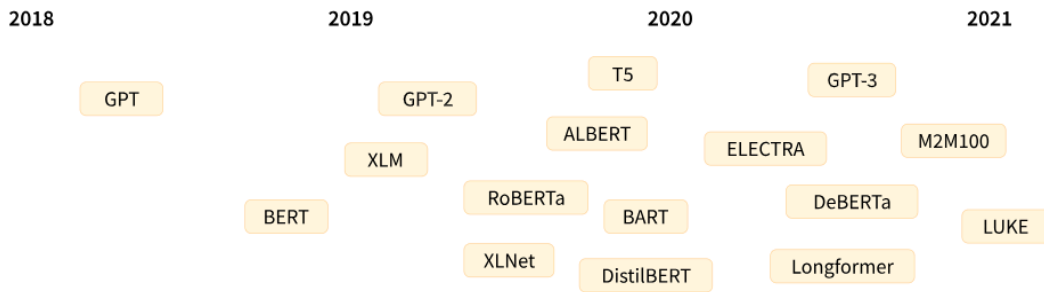 2018 2019 2020 2021
T5
GPT GPT-2 GPT-3
ALBERT M2M100
XLM ELECTRA
RoBERTa DeBERTa
BERT BART LUKE
XLNet DistilBERT Longformer